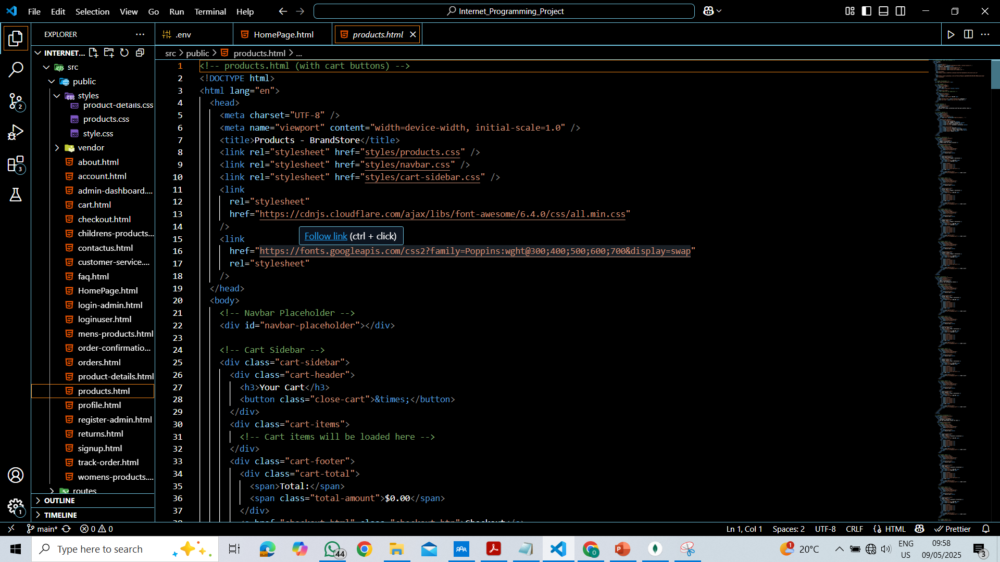 File Edit Selection View Go Run Terminal Help
Internet_Programming_Project
EXPLORER
.env
HomePage.html
products.html
INTERNET...
src > public > products.html > ...
src
public
styles
product-details.css
products.css
style.css
vendor
about.html
account.html
admin-dashboard....
cart.html
checkout.html
childrens-products...
contactus.html
customer-service....
faq.html
HomePage.html
login-admin.html
loginuser.html
mens-products.html
order-confirmatio...
orders.html
product-details.html
products.html
profile.html
register-admin.html
returns.html
signup.html
track-order.html
womens-products....
routes
OUTLINE
TIMELINE
2
3
1
1 <!-- products.html (with cart buttons) -->
2 <!DOCTYPE html>
3 <html lang="en">
4 <head>
5 <meta charset="UTF-8" />
6 <meta name="viewport" content="width=device-width, initial-scale=1.0" />
7 <title>Products - BrandStore</title>
8 <link rel="stylesheet" href="styles/products.css" />
9 <link rel="stylesheet" href="styles/navbar.css" />
10 <link rel="stylesheet" href="styles/cart-sidebar.css" />
11 <link
12 rel="stylesheet"
13 href="https://cdnjs.cloudflare.com/ajax/libs/font-awesome/6.4.0/css/all.min.css"
14 />
Follow link (ctrl + click)
15 <link
16 href="https://fonts.googleapis.com/css2?family=Poppins:wght@300;400;500;600;700&display=swap"
17 rel="stylesheet"
18 />
19 </head>
20 <body>
21 <!-- Navbar Placeholder -->
22 <div id="navbar-placeholder"></div>
23
24 <!-- Cart Sidebar -->
25 <div class="cart-sidebar">
26 <div class="cart-header">
27 <h3>Your Cart</h3>
28 <button class="close-cart">&times;</button>
29 </div>
30 <div class="cart-items">
31 <!-- Cart items will be loaded here -->
32 </div>
33 <div class="cart-footer">
34 <div class="cart-total">
35 <span>Total:</span>
36 <span class="total-amount">$0.00</span>
37 </div>
38 <a href="checkout.html" class="checkout-btn">Checkout</a>
main* 0 0
Ln 1, Col 1 Spaces: 2 UTF-8 CRLF HTML Prettier
Type here to search
44
1
20°C
ENG
US
09:58
09/05/2025
3